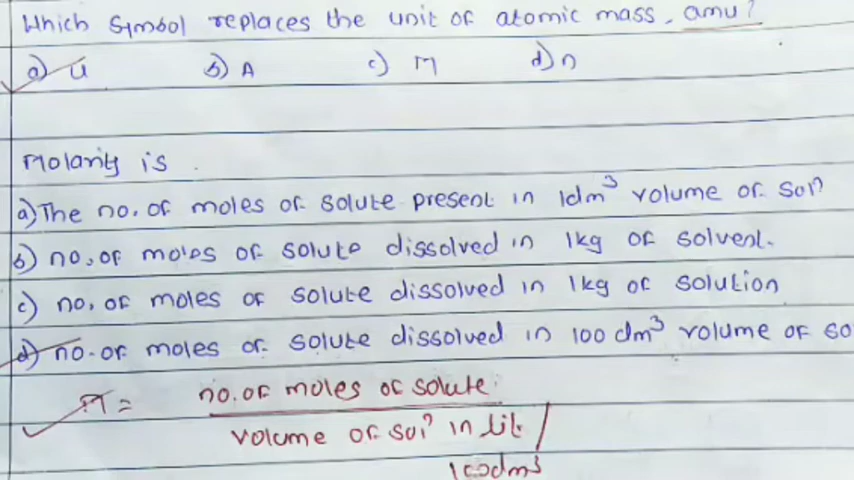 Which symbol replaces the unit of atomic mass, amu?
a) u b) A c) M d) n
Molarity is
a) The no. of moles of solute present in 1dm³ volume of solⁿ
b) no. of moles of solute dissolved in 1kg of solvent.
c) no. of moles of solute dissolved in 1kg of solution
d) no. of moles of solute dissolved in 100 dm³ volume of so
M = no. of moles of solute
volume of solⁿ in lit /
100dm³